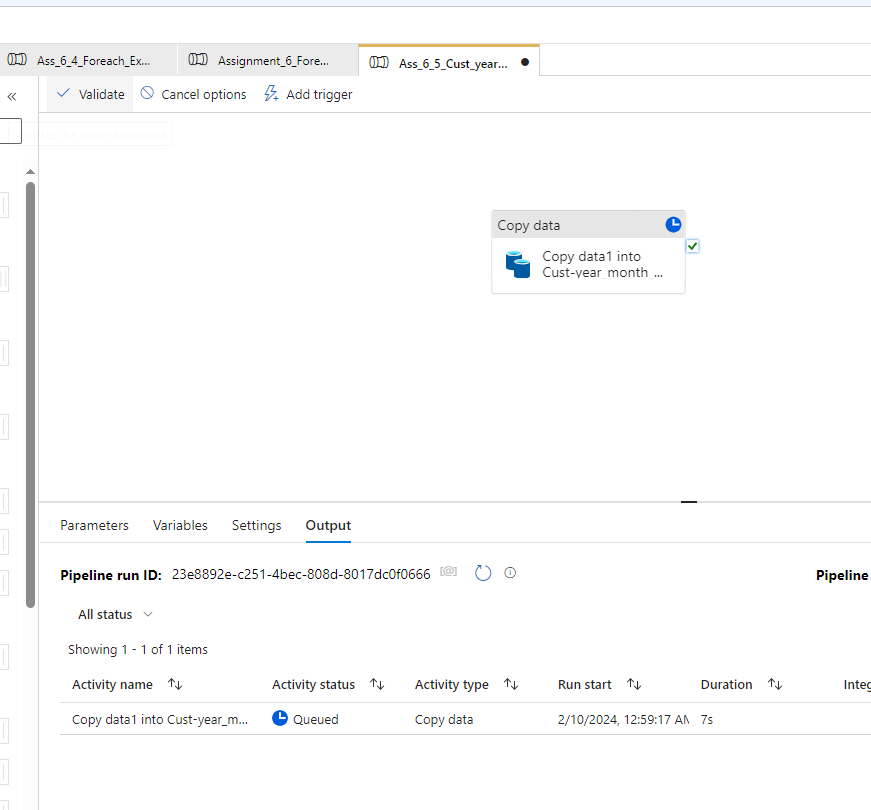 Ass_6_4_Foreach_Ex...
Assignment_6_Fore...
Ass_6_5_Cust_year...
«
Validate
Cancel options
Add trigger
Copy data
Copy data1 into
Cust-year_month_...
Parameters
Variables
Settings
Output
Pipeline run ID: 23e8892e-c251-4bec-808d-8017dc0f0666 [@]
Pipeline
All status
Showing 1 - 1 of 1 items
Activity name
Activity status
Activity type
Run start
Duration
Integ
Copy data1 into Cust-year_m...
Queued
Copy data
2/10/2024, 12:59:17 AM
7s